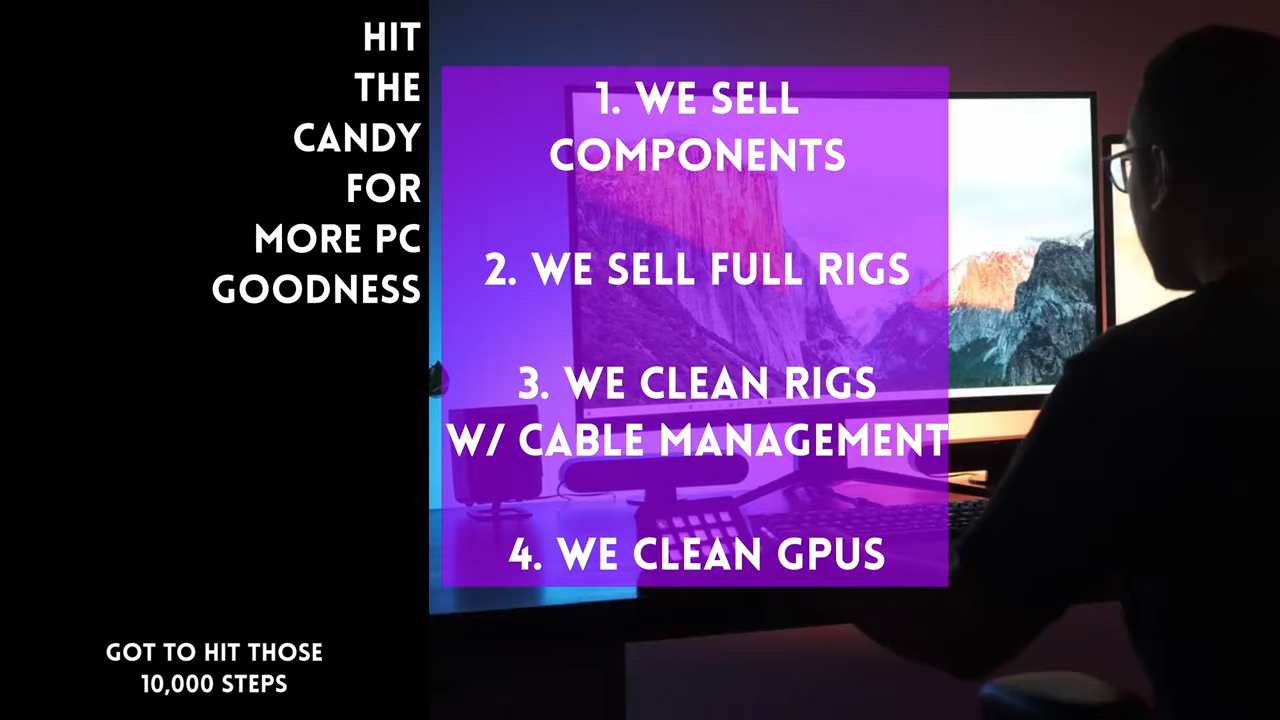 HIT
THE
CANDY
FOR
MORE PC
GOODNESS
1. WE SELL
COMPONENTS
2. WE SELL FULL RIGS
3. WE CLEAN RIGS
W/ CABLE MANAGEMENT
4. WE CLEAN GPUS
GOT TO HIT THOSE
10,000 STEPS